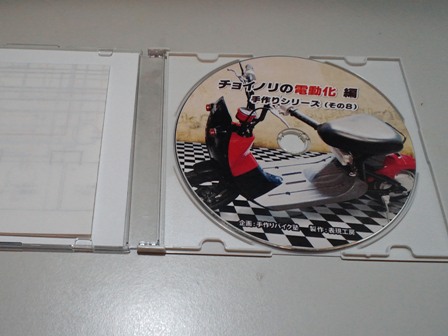 チョイノリの電動化 編
手作りシリーズ(その8)
企画:手作りバイク塾 製作:表現工房